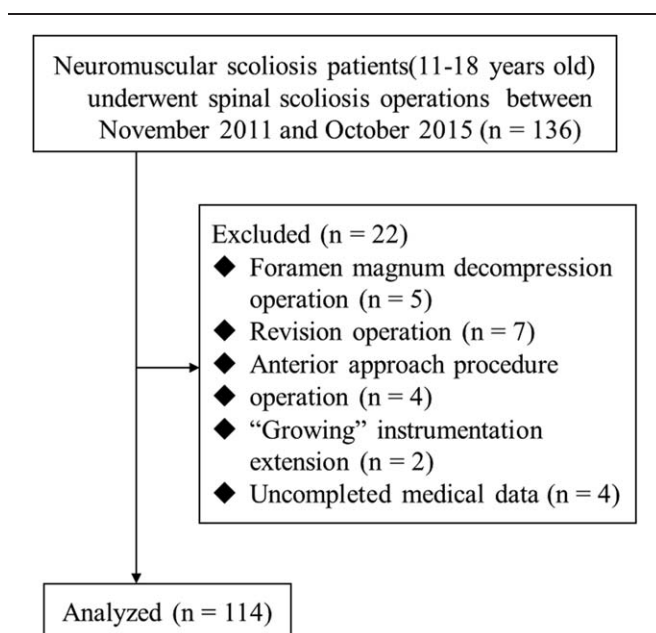 Neuromuscular scoliosis patients(11-18 years old)
underwent spinal scoliosis operations between
November 2011 and October 2015 (n = 136)
Excluded (n = 22)
◆ Foramen magnum decompression
operation (n = 5)
◆ Revision operation (n = 7)
◆ Anterior approach procedure
◆ operation (n = 4)
◆ “Growing” instrumentation
extension (n = 2)
◆ Uncompleted medical data (n = 4)
Analyzed (n = 114)